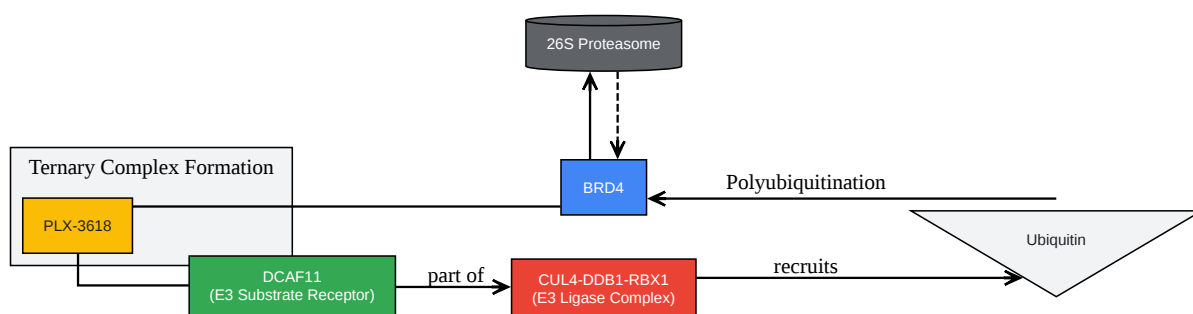 26S Proteasome
Ternary Complex Formation
BRD4
Polyubiquitination
PLX-3618
Ubiquitin
DCAF11
(E3 Substrate Receptor)
part of
CUL4-DDB1-RBX1
(E3 Ligase Complex)
recruits